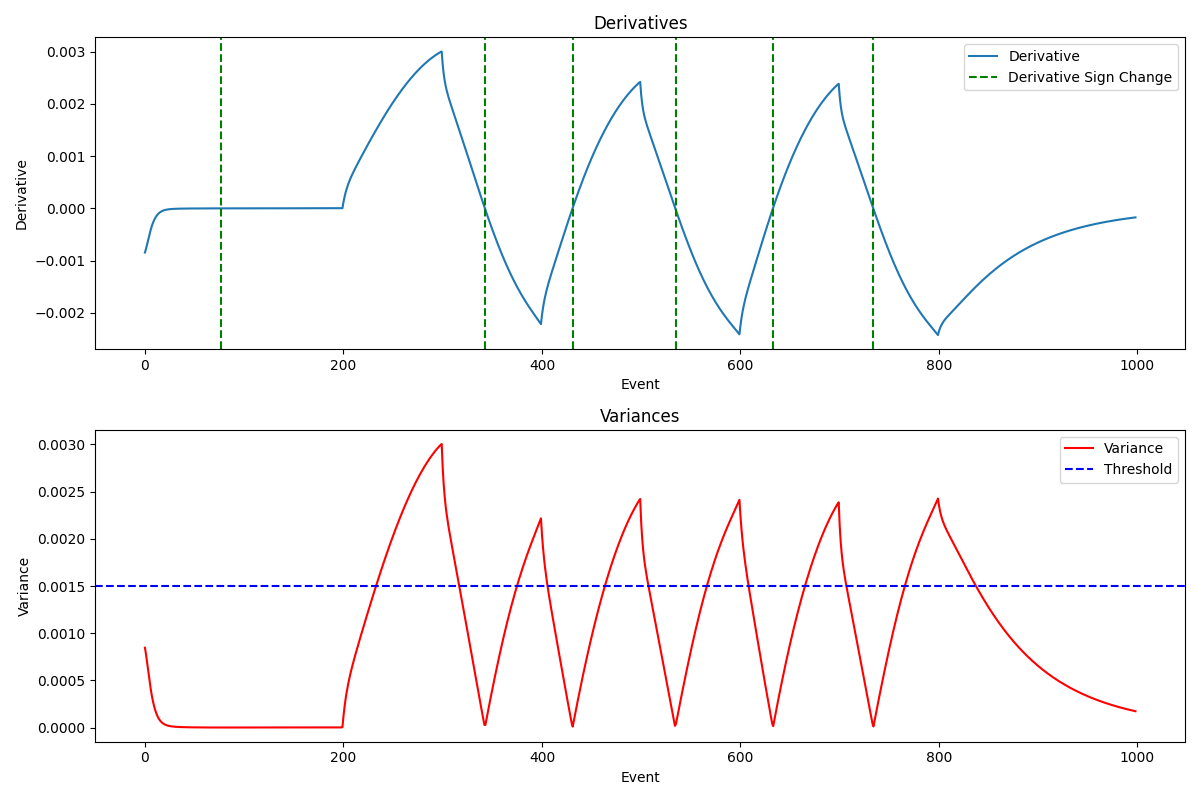 Derivatives
Derivative
0.003
0.002
0.001
0.000
−0.001
−0.002
Derivative
Derivative Sign Change
0
200
400
600
800
1000
Event
Variances
Variance
0.0030
0.0025
0.0020
0.0015
0.0010
0.0005
0.0000
Variance
Threshold
0
200
400
600
800
1000
Event